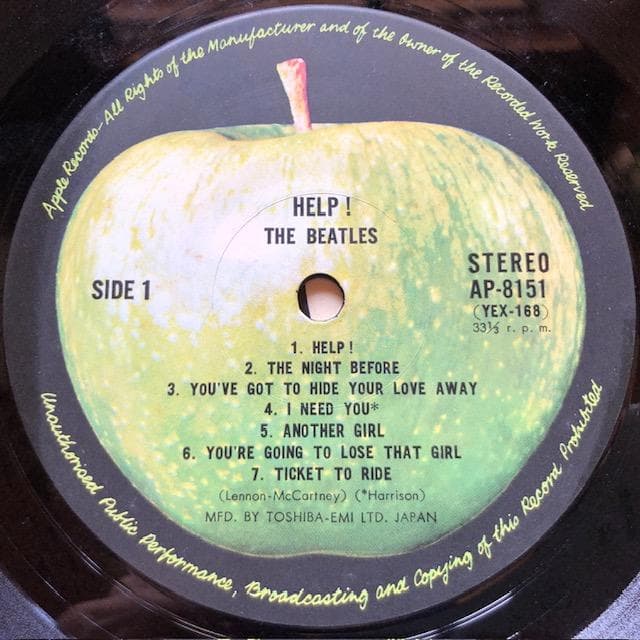 Apple Records-All Rights of the Manufacturer and of the Owner of the Recorded Work Reserved
HELP!
THE BEATLES
SIDE 1
STEREO
AP-8151
(YEX-168)
33⅓ r. p. m.
1. HELP!
2. THE NIGHT BEFORE
3. YOU'VE GOT TO HIDE YOUR LOVE AWAY
4. I NEED YOU*
5. ANOTHER GIRL
6. YOU'RE GOING TO LOSE THAT GIRL
7. TICKET TO RIDE
(Lennon-McCartney) (*Harrison)
MFD. BY TOSHIBA-EMI LTD. JAPAN
Unauthorised Public Performance, Broadcasting and Copying of this Record Prohibited